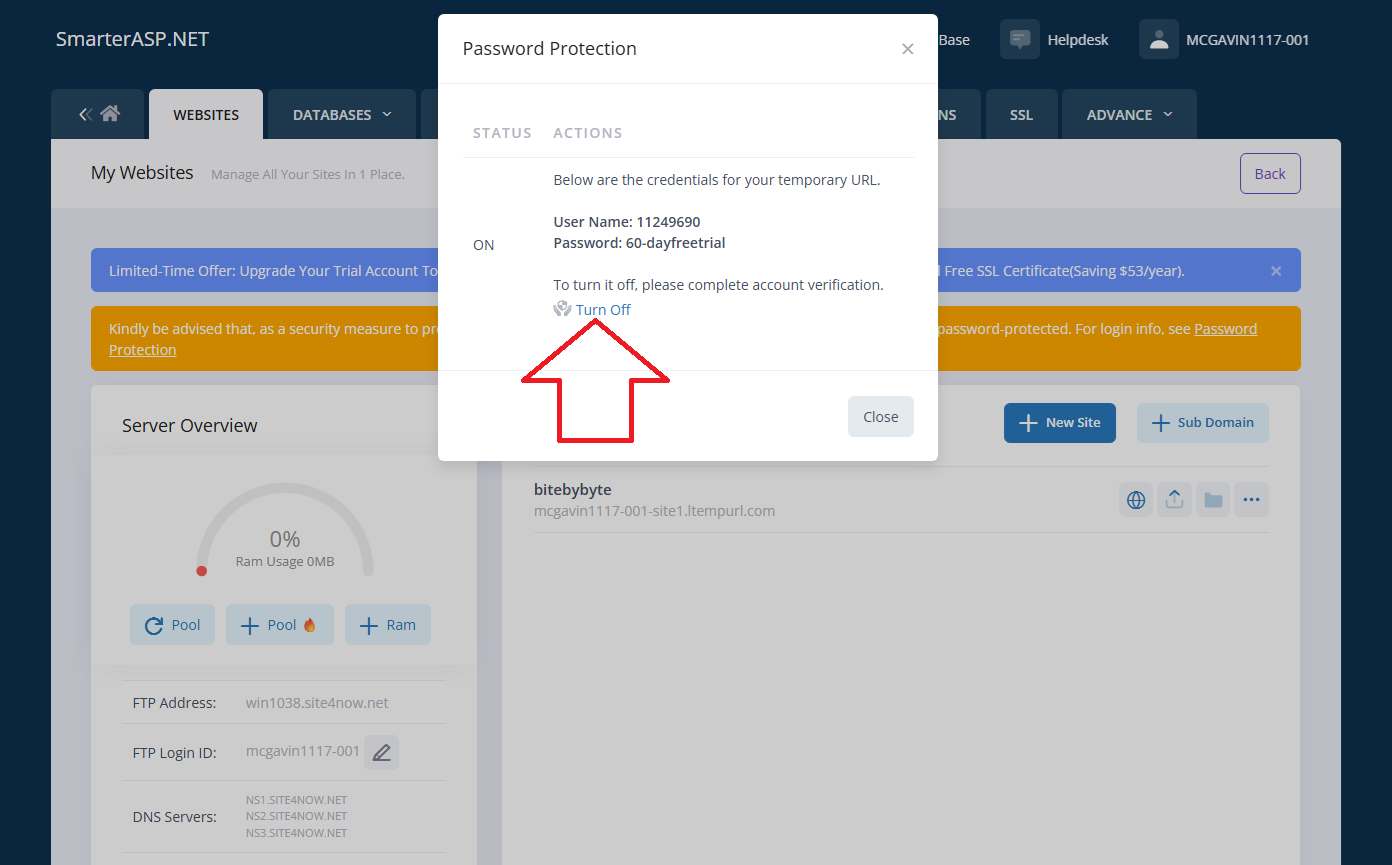 SmarterASP.NET
Base
Helpdesk
MCGAVIN1117-001
WEBSITES
DATABASES
NS
SSL
ADVANCE
My Websites
Manage All Your Sites In 1 Place.
Back
Password Protection
STATUS ACTIONS
Below are the credentials for your temporary URL.
User Name: 11249690
Password: 60-dayfreetrial
ON
To turn it off, please complete account verification.
Turn Off
Close
Limited-Time Offer: Upgrade Your Trial Account To
Free SSL Certificate(Saving $53/year).
Kindly be advised that, as a security measure to
password-protected. For login info, see Password
Protection
Server Overview
0%
Ram Usage 0MB
Pool
Pool
Ram
FTP Address: win1038.site4now.net
FTP Login ID: mcgavin1117-001
DNS Servers:
NS1.SITE4NOW.NET
NS2.SITE4NOW.NET
NS3.SITE4NOW.NET
New Site
Sub Domain
bitebybyte
mcgavin1117-001-site1.ltempurl.com